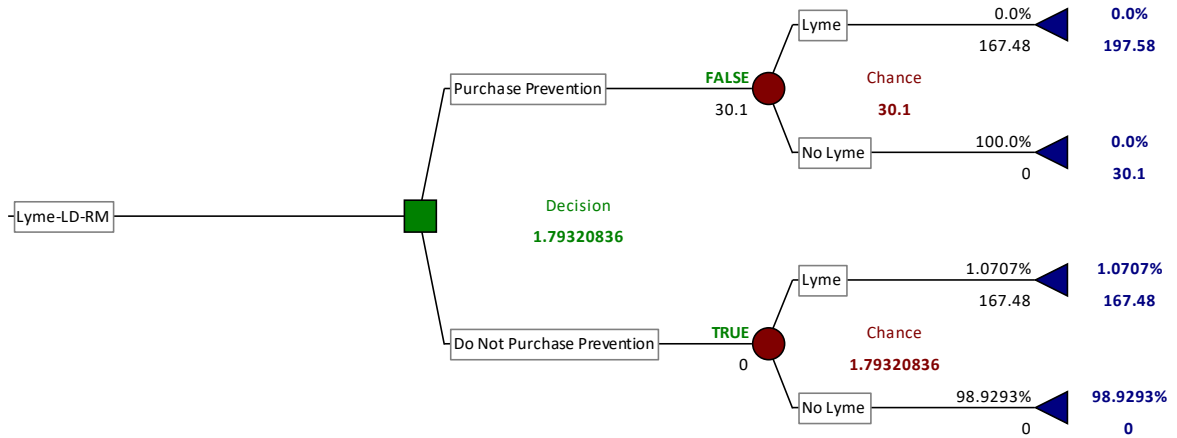 Lyme
0.0%
0.0%
167.48
197.58
Purchase Prevention
FALSE
Chance
30.1
30.1
No Lyme
100.0%
0.0%
0
30.1
Lyme-LD-RM
Decision
1.79320836
Lyme
1.0707%
1.0707%
167.48
167.48
Do Not Purchase Prevention
TRUE
Chance
0
1.79320836
No Lyme
98.9293%
98.9293%
0
0